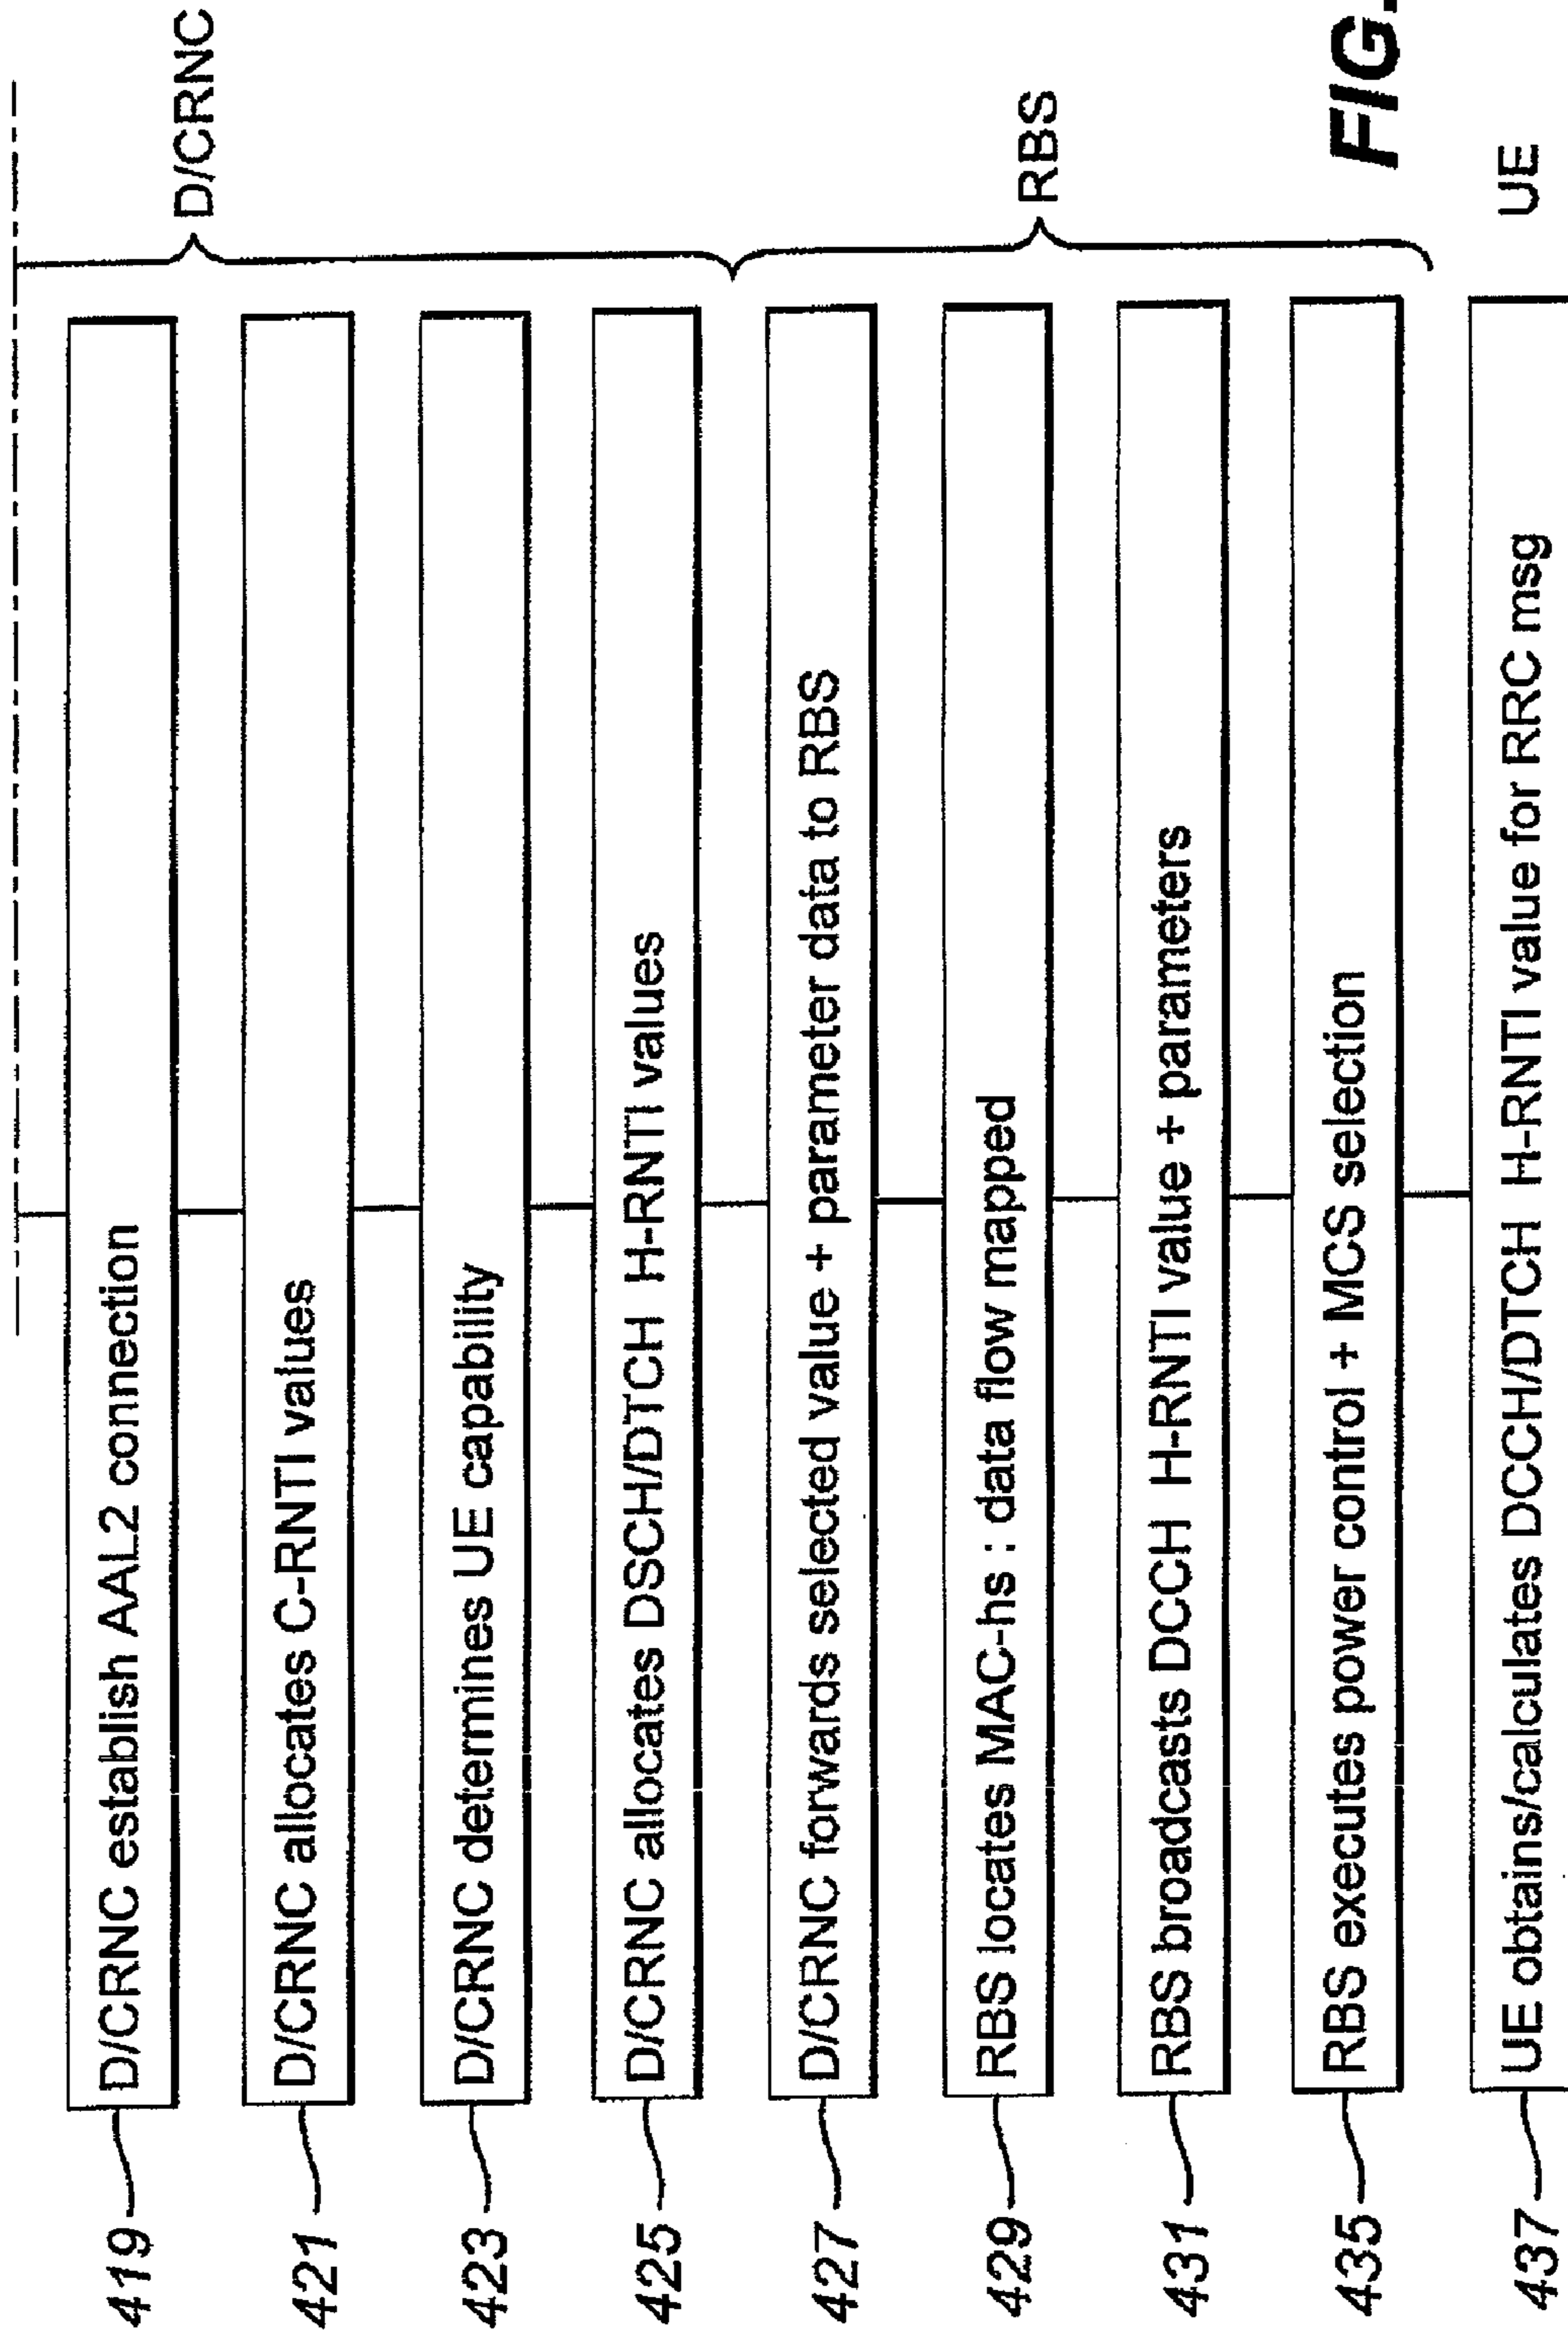 D/CRNC
419 D/CRNC establish AAL2 connection
421 D/CRNC allocates C-RNTI values
423 D/CRNC determines UE capability
425 D/CRNC allocates DSCH/DTCH H-RNTI values
427 D/CRNC forwards selected value + parameter data to RBS
RBS
429 RBS locates MAC-hs : data flow mapped
431 RBS broadcasts DCCH H-RNTI value + parameters
435 RBS executes power control + MCS selection
FIG.
437 UE obtains/calculates DCCH/DTCH H-RNTI value for RRC msg
UE